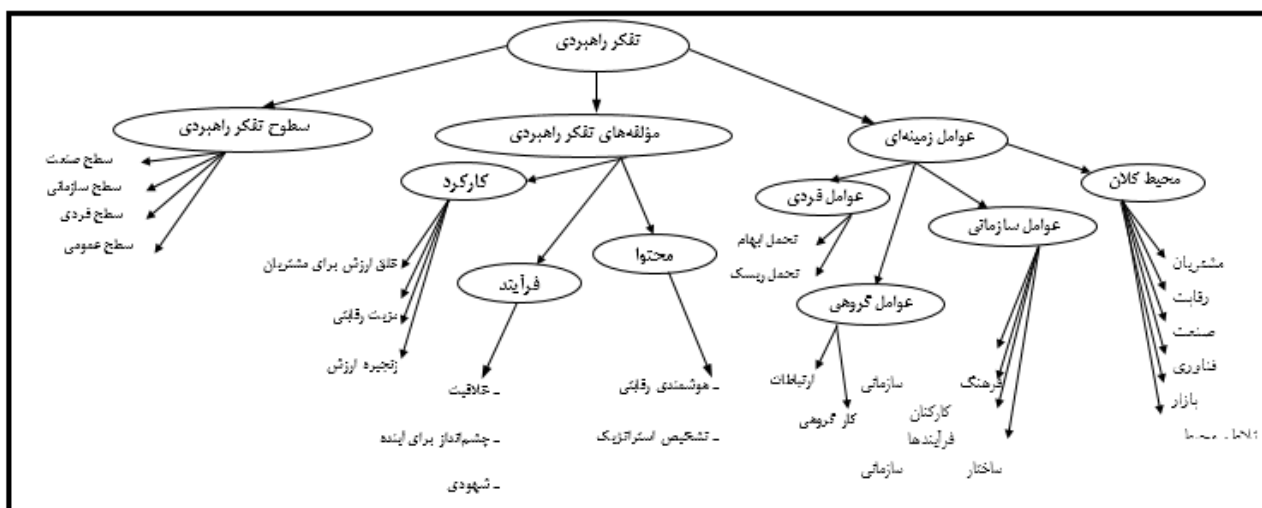 تفکر راهبردی
عوامل زمینه‌ای
مؤلفه‌های تفکر راهبردی
سطوح تفکر راهبردی
محیط کلان
مشتریان
رقابت
صنعت
فناوری
بازار
عوامل سازمانی
فرهنگ سازمانی
کارکنان
فرآیندها
ساختار سازمانی
عوامل فردی
تحمل ابهام
تحمل ریسک
عوامل گروهی
ارتباطات
کار گروهی
محتوا
ـ هوشمندی رقابتی
ـ تشخیص استراتژیک
فرآیند
ـ خلاقیت
ـ چشم‌انداز برای آینده
ـ شهودی
کارکرد
خلق ارزش برای مشتریان
مزیت رقابتی
زنجیره ارزش
سطح صنعت
سطح سازمانی
سطح فردی
سطح عمومی